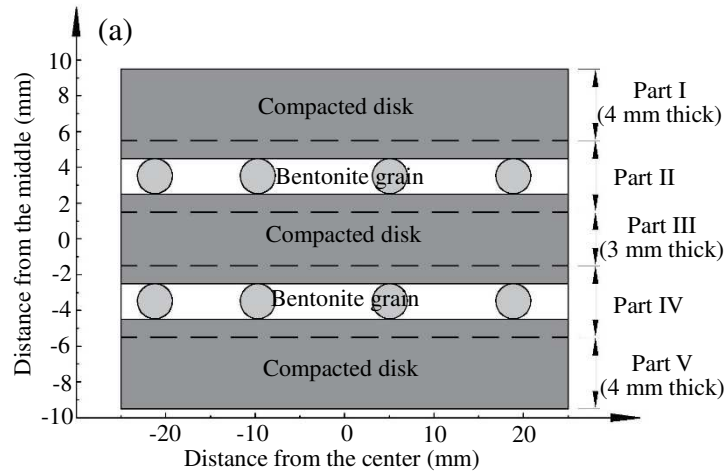 (a)
Distance from the middle (mm)
10
8
6
4
2
0
-2
-4
-6
-8
-10
Compacted disk
Bentonite grain
Compacted disk
Bentonite grain
Compacted disk
Part I
(4 mm thick)
Part II
Part III
(3 mm thick)
Part IV
Part V
(4 mm thick)
-20 -10 0 10 20
Distance from the center (mm)